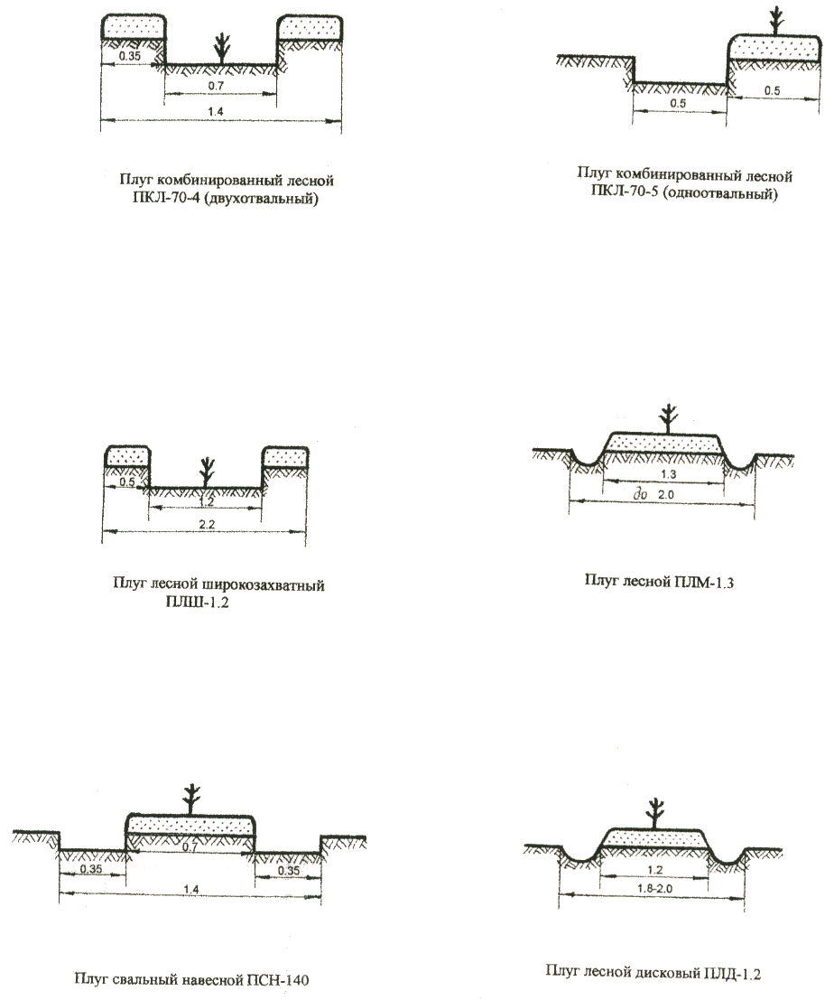 0.35
0.7
1.4
Плуг комбинированный лесной
ПКЛ-70-4 (двухотвальный)
0.5
0.5
Плуг комбинированный лесной
ПКЛ-70-5 (одноотвальный)
0.5
1.2
2.2
Плуг лесной широкозахватный
ПЛШ-1.2
1.3
до 2.0
Плуг лесной ПЛМ-1.3
0.7
0.35
0.35
1.4
Плуг свальный навесной ПСН-140
1.2
1.8-2.0
Плуг лесной дисковый ПЛД-1.2